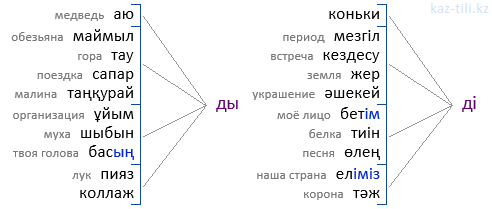 kaz-tili.kz
медведь аю
обезьяна маймыл
гора тау
поездка сапар
малина таңқурай
организация ұйым
муха шыбын
твоя голова басың
лук пияз
коллаж
ды
коньки
период мезгіл
встреча кездесу
земля жер
украшение әшекей
моё лицо бетім
белка тиін
песня өлең
наша страна еліміз
корона тәж
ді